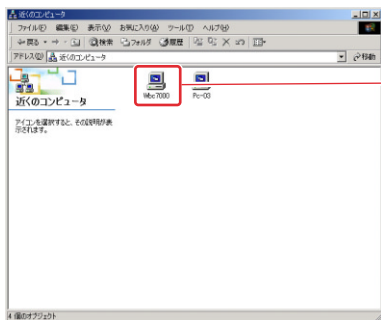 近くのコンピュータ
ファイル(F) 編集(E) 表示(V) お気に入り(A) ツール(T) ヘルプ(H)
戻る 検索 フォルダ 履歴
アドレス(D) 近くのコンピュータ 移動
近くのコンピュータ
Wbc7000
Pc-03
アイコンを選択すると、その説明が表
示されます。
4 個のオブジェクト